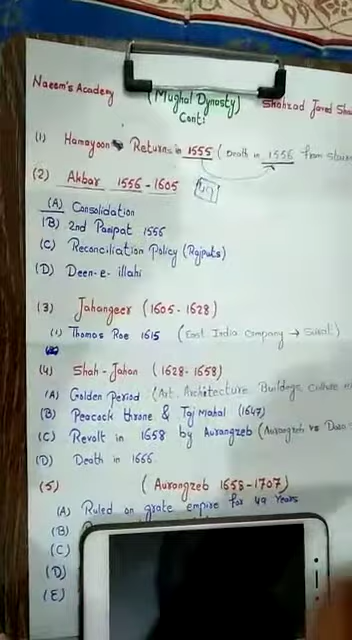 Naeem's Academy (Mughal Dynasty) Shahzad Javed
Cont:
(1) Hamayoon Returns in 1555 (Death in 1556 from
(2) Akbar 1556-1605 49
(A) Consolidation
(B) 2nd Panipat 1556
(C) Reconciliation Policy (Rajputs)
(D) Deen-e-illahi
(3) Jahangeer (1605-1628)
(1) Thomas Roe 1615 (East India Company → Surat)
(4) Shah-Jahan (1628-1658)
(A) Golden Period (Art, Architecture Buildings, culture
(B) Peacock throne & Taj Mahal (1647)
(C) Revolt in 1658 by Aurangzeb (Aurangzeb vs Dara
(D) Death in 1666.
(5) (Aurangzeb 1658-1707)
(A) Ruled on grate empire for 49 Years
(B)
(C)
(D)
(E)